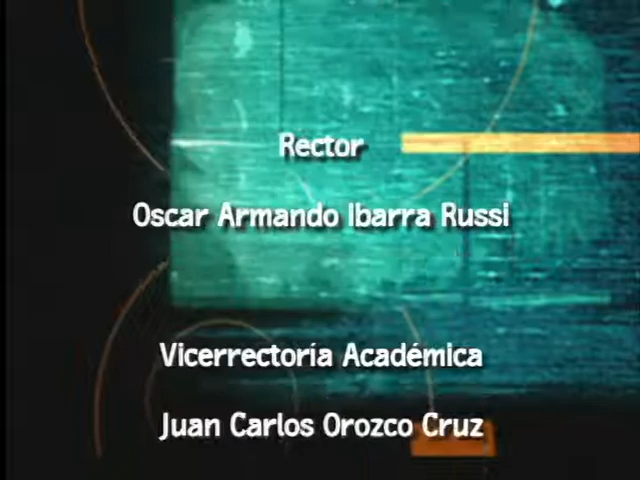 Rector
Oscar Armando Ibarra Russi
Vicerrectoría Académica
Juan Carlos Orozco Cruz